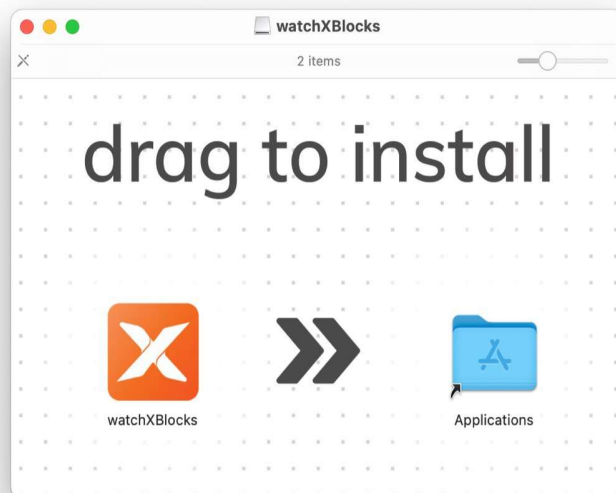 watchXBlocks
2 items
drag to install
watchXBlocks
Applications